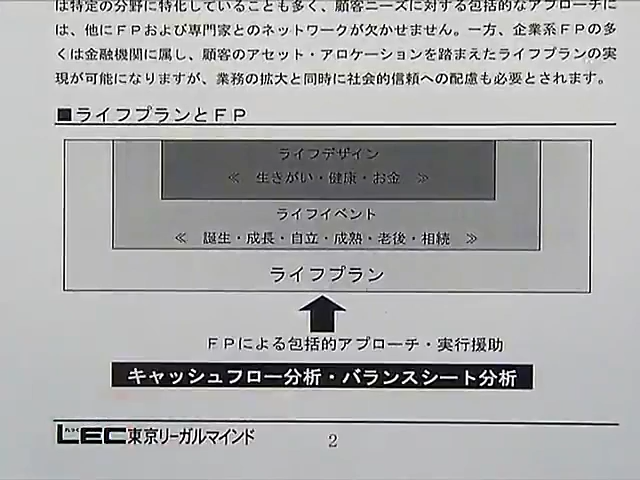 は特定の分野に特化していることも多く、顧客ニーズに対する包括的なアプローチに
は、他にＦＰおよび専門家とのネットワークが欠かせません。一方、企業系ＦＰの多
くは金融機関に属し、顧客のアセット・アロケーションを踏まえたライフプランの実
現が可能になりますが、業務の拡大と同時に社会的信頼への配慮も必要とされます。
■ライフプランとＦＰ
ライフデザイン
≪ 生きがい・健康・お金 ≫
ライフイベント
≪ 誕生・成長・自立・成熟・老後・相続 ≫
ライフプラン
ＦＰによる包括的アプローチ・実行援助
キャッシュフロー分析・バランスシート分析
LEC東京リーガルマインド
2